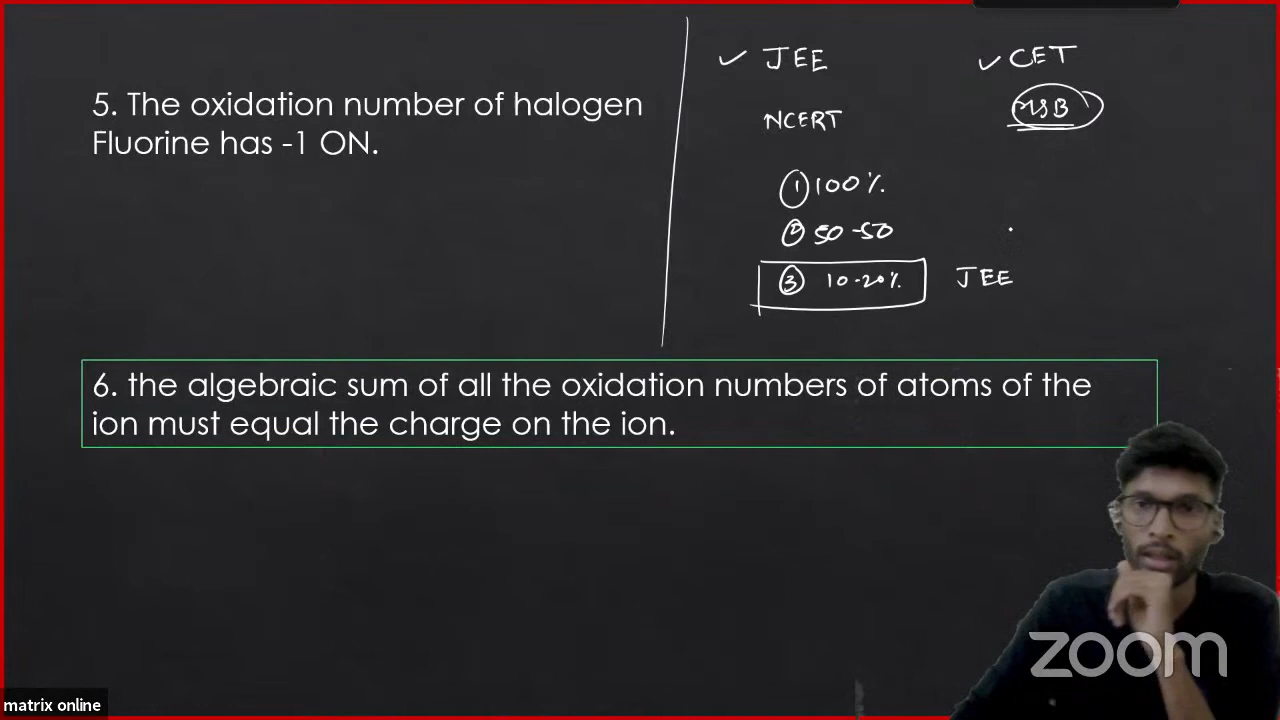 5. The oxidation number of halogen
Fluorine has -1 ON.
✓ JEE
✓ CET
NCERT
MSB
① 100%
② 50-50
③ 10-20%
JEE
6. the algebraic sum of all the oxidation numbers of atoms of the
ion must equal the charge on the ion.
zoom
matrix online